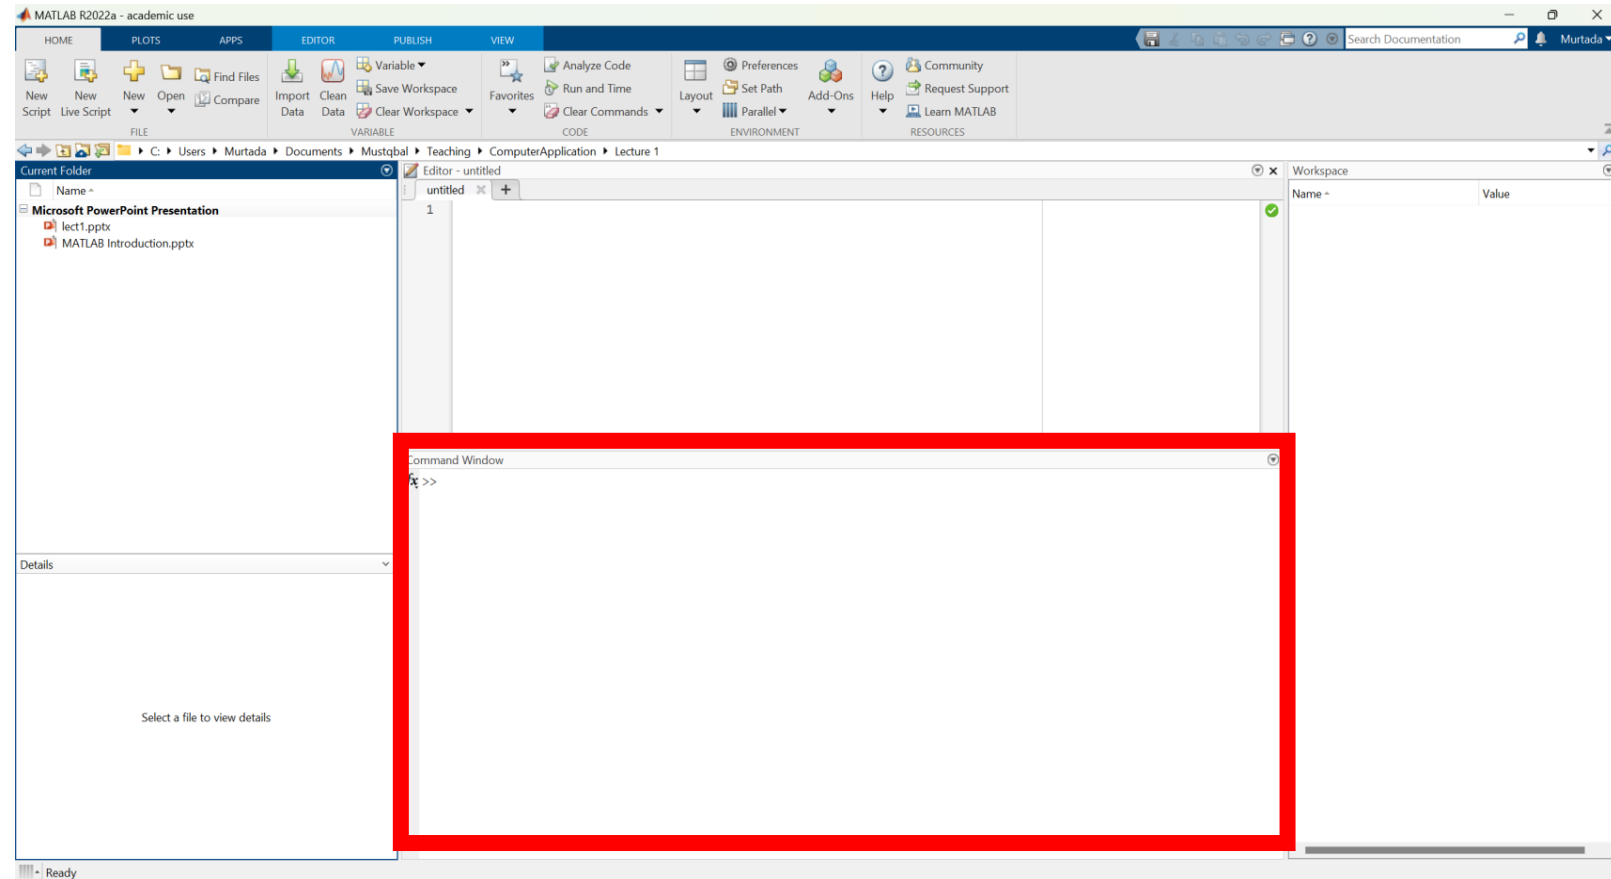 MATLAB R2022a - academic use
HOME PLOTS APPS EDITOR PUBLISH VIEW Search Documentation Murtada
New Script New Live Script New Open Find Files Compare
FILE
Import Data Clean Data Variable Save Workspace Clear Workspace
VARIABLE
Favorites Analyze Code Run and Time Clear Commands
CODE
Layout Preferences Set Path Parallel Add-Ons
ENVIRONMENT
Help Community Request Support Learn MATLAB
RESOURCES
C: Users Murtada Documents Mustqbal Teaching ComputerApplication Lecture 1
Current Folder
Name
Microsoft PowerPoint Presentation
lect1.pptx
MATLAB Introduction.pptx
Details
Select a file to view details
Editor - untitled
untitled +
1
Command Window
fx >>
Workspace
Name Value
Ready